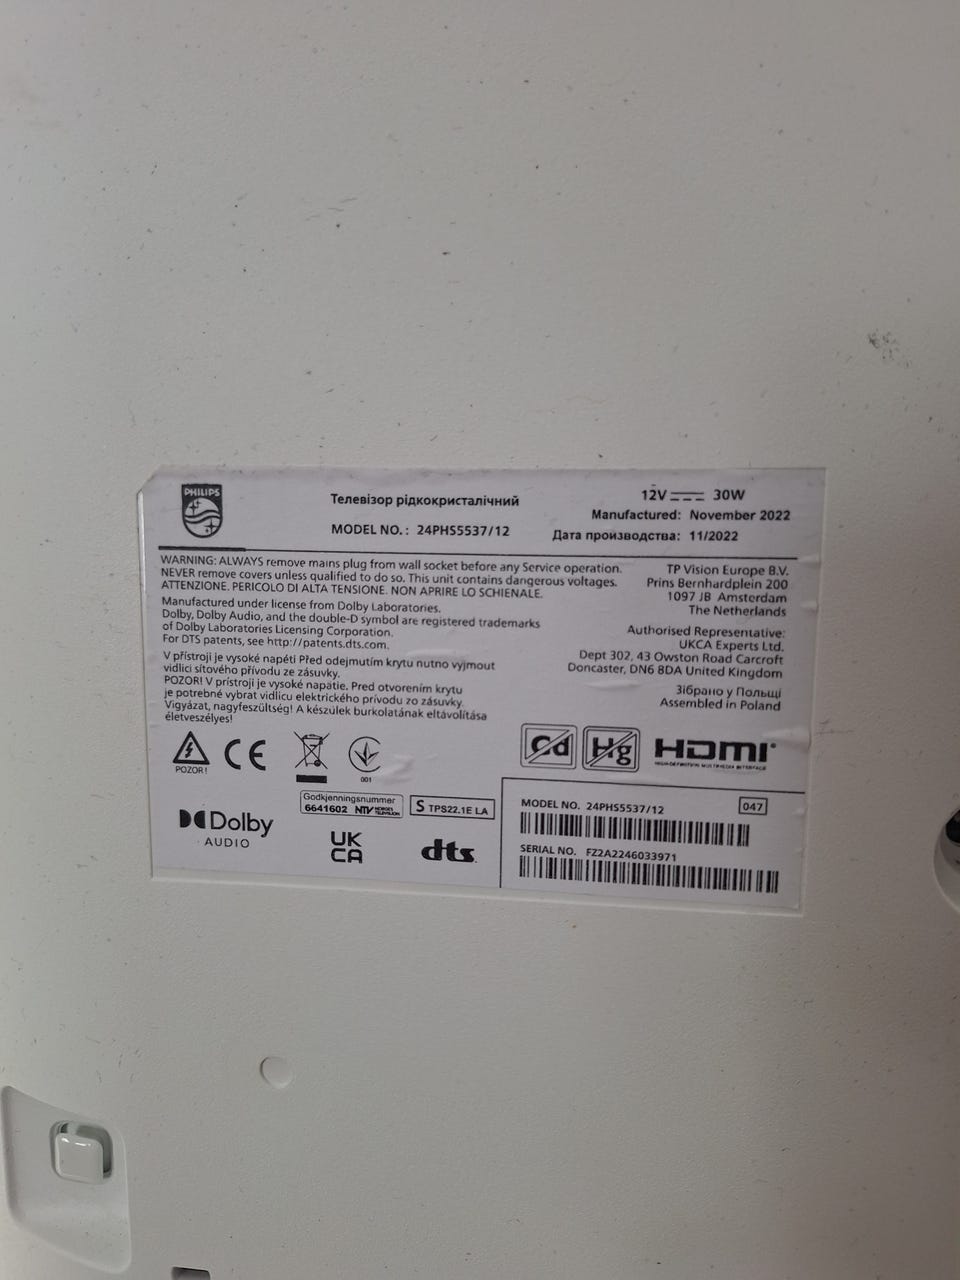 PHILIPS
Телевізор рідкокристалічний
MODEL NO.: 24PHS5537/12
12V 30W
Manufactured: November 2022
Дата производства: 11/2022
WARNING: ALWAYS remove mains plug from wall socket before any Service operation.
NEVER remove covers unless qualified to do so. This unit contains dangerous voltages.
ATTENZIONE. PERICOLO DI ALTA TENSIONE. NON APRIRE LO SCHIENALE.
Manufactured under license from Dolby Laboratories.
Dolby, Dolby Audio, and the double-D symbol are registered trademarks
of Dolby Laboratories Licensing Corporation.
For DTS patents, see http://patents.dts.com.
V přístroji je vysoké napětí Před odejmutím krytu nutno vyjmout
vidlici síťového přívodu ze zásuvky.
POZOR! V prístroji je vysoké napätie. Pred otvorením krytu
je potrebné vybrat vidlicu elektrického prívodu zo zásuvky.
Vigyázat, nagyfeszültség! A készülek burkolatának eltávolítása
életveszélyes!
TP Vision Europe B.V.
Prins Bernhardplein 200
1097 JB Amsterdam
The Netherlands
Authorised Representative:
UKCA Experts Ltd.
Dept 302, 43 Owston Road Carcroft
Doncaster, DN6 8DA United Kingdom
Зібрано у Польщі
Assembled in Poland
POZOR!
CE
001
Cd
Hg
HDMI
HIGH-DEFINITION MULTIMEDIA INTERFACE
Dolby
AUDIO
Godkjenningsnummer
6641602 NTV NORGES TELEVISJON
S TPS22.1E LA
UK
CA
dts
MODEL NO. 24PHS5537/12
047
SERIAL NO. FZ2A2246033971